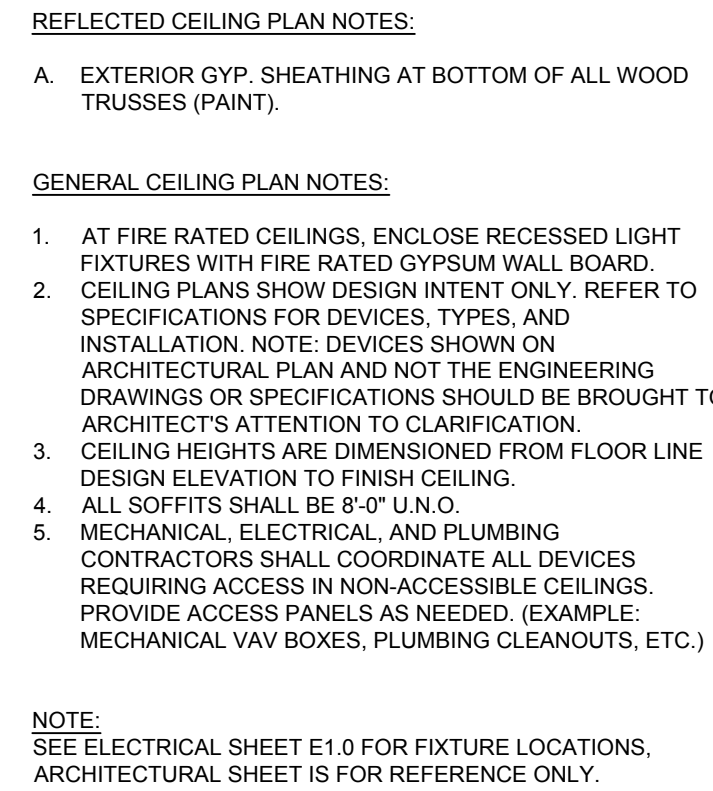 REFLECTED CEILING PLAN NOTES:
A. EXTERIOR GYP. SHEATHING AT BOTTOM OF ALL WOOD
TRUSSES (PAINT).
GENERAL CEILING PLAN NOTES:
1. AT FIRE RATED CEILINGS, ENCLOSE RECESSED LIGHT
FIXTURES WITH FIRE RATED GYPSUM WALL BOARD.
2. CEILING PLANS SHOW DESIGN INTENT ONLY. REFER TO
SPECIFICATIONS FOR DEVICES, TYPES, AND
INSTALLATION. NOTE: DEVICES SHOWN ON
ARCHITECTURAL PLAN AND NOT THE ENGINEERING
DRAWINGS OR SPECIFICATIONS SHOULD BE BROUGHT TO
ARCHITECT'S ATTENTION TO CLARIFICATION.
3. CEILING HEIGHTS ARE DIMENSIONED FROM FLOOR LINE
DESIGN ELEVATION TO FINISH CEILING.
4. ALL SOFFITS SHALL BE 8'-0" U.N.O.
5. MECHANICAL, ELECTRICAL, AND PLUMBING
CONTRACTORS SHALL COORDINATE ALL DEVICES
REQUIRING ACCESS IN NON-ACCESSIBLE CEILINGS.
PROVIDE ACCESS PANELS AS NEEDED. (EXAMPLE:
MECHANICAL VAV BOXES, PLUMBING CLEANOUTS, ETC.)
NOTE:
SEE ELECTRICAL SHEET E1.0 FOR FIXTURE LOCATIONS,
ARCHITECTURAL SHEET IS FOR REFERENCE ONLY.